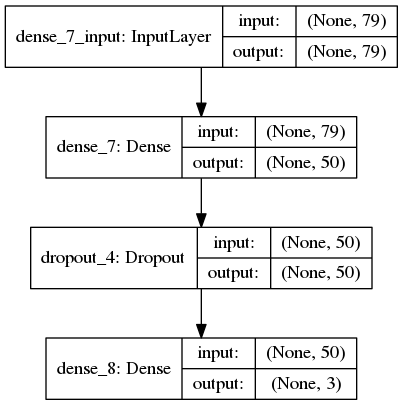 dense_7_input: InputLayer
input: (None, 79)
output: (None, 79)
dense_7: Dense
input: (None, 79)
output: (None, 50)
dropout_4: Dropout
input: (None, 50)
output: (None, 50)
dense_8: Dense
input: (None, 50)
output: (None, 3)